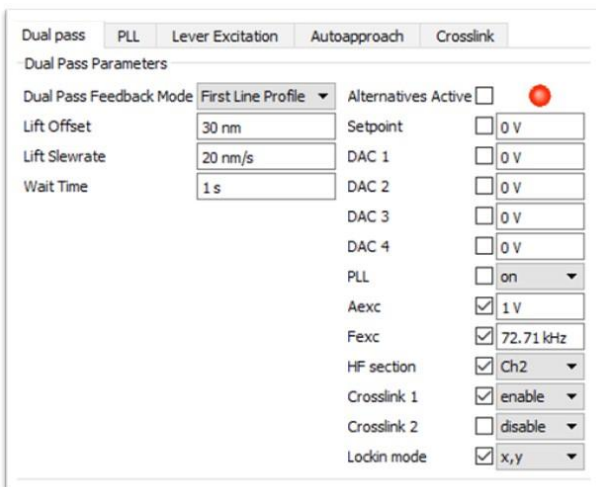 Dual pass PLL Lever Excitation Autoapproach Crosslink
Dual Pass Parameters
Dual Pass Feedback Mode First Line Profile Alternatives Active
Lift Offset 30 nm Setpoint 0 V
Lift Slewrate 20 nm/s DAC 1 0 V
Wait Time 1 s DAC 2 0 V
DAC 3 0 V
DAC 4 0 V
PLL on
Aexc 1 V
Fexc 72.71 kHz
HF section Ch2
Crosslink 1 enable
Crosslink 2 disable
Lockin mode x,y